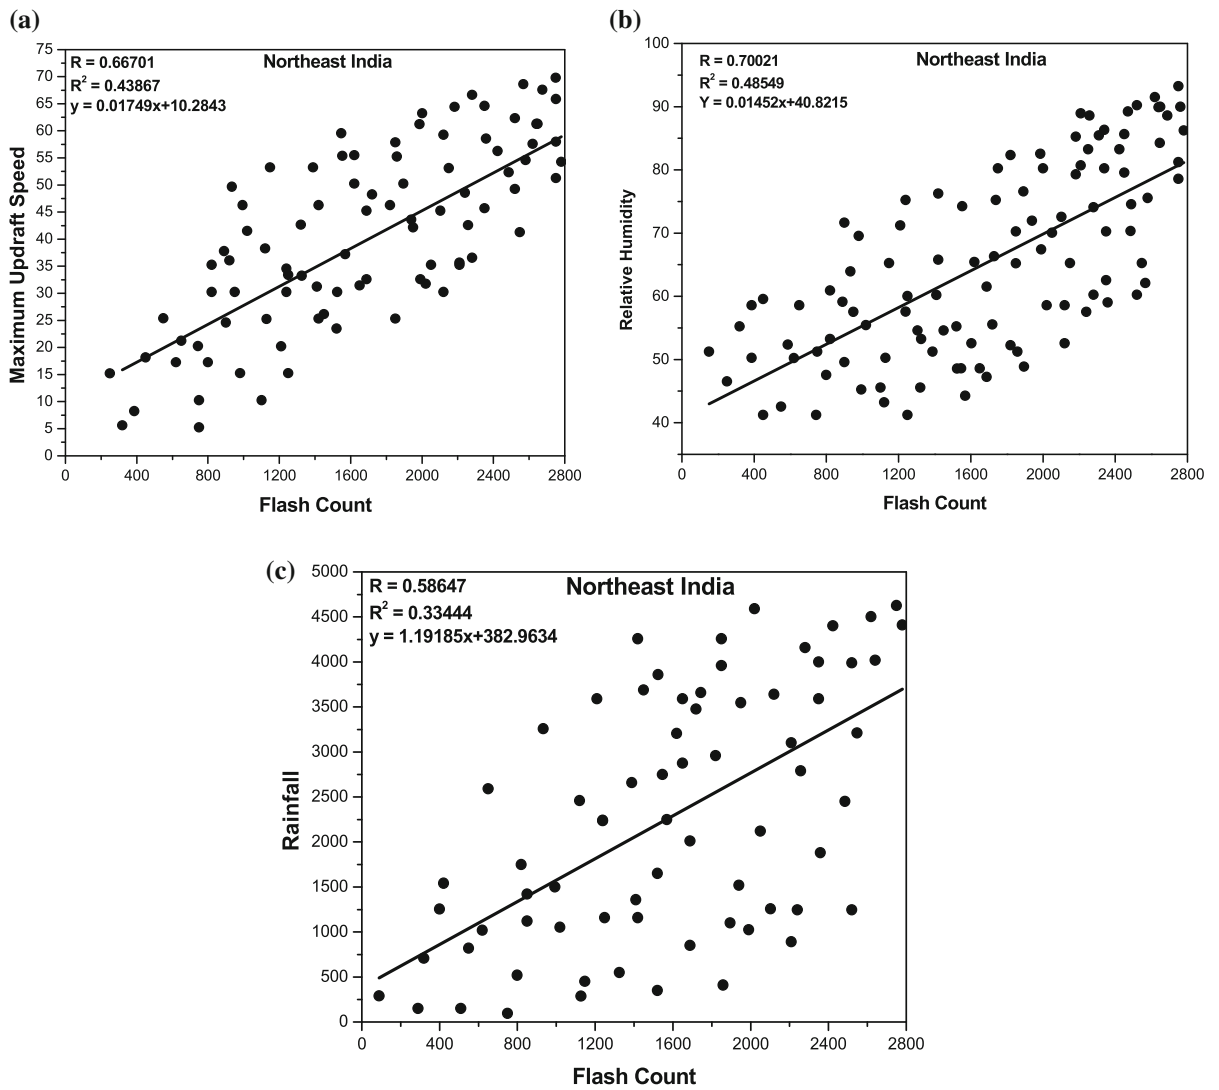 (a)
R = 0.66701
R² = 0.43867
y = 0.01749x+10.2843
Northeast India
75
70
65
60
55
50
45
40
35
30
25
20
15
10
5
0
Maximum Updraft Speed
0 400 800 1200 1600 2000 2400 2800
Flash Count
(b)
R = 0.70021
R² = 0.48549
Y = 0.01452x+40.8215
Northeast India
100
90
80
70
60
50
40
Relative Humidity
0 400 800 1200 1600 2000 2400 2800
Flash Count
(c)
R = 0.58647
R² = 0.33444
y = 1.19185x+382.9634
Northeast India
5000
4500
4000
3500
3000
2500
2000
1500
1000
500
0
Rainfall
0 400 800 1200 1600 2000 2400 2800
Flash Count